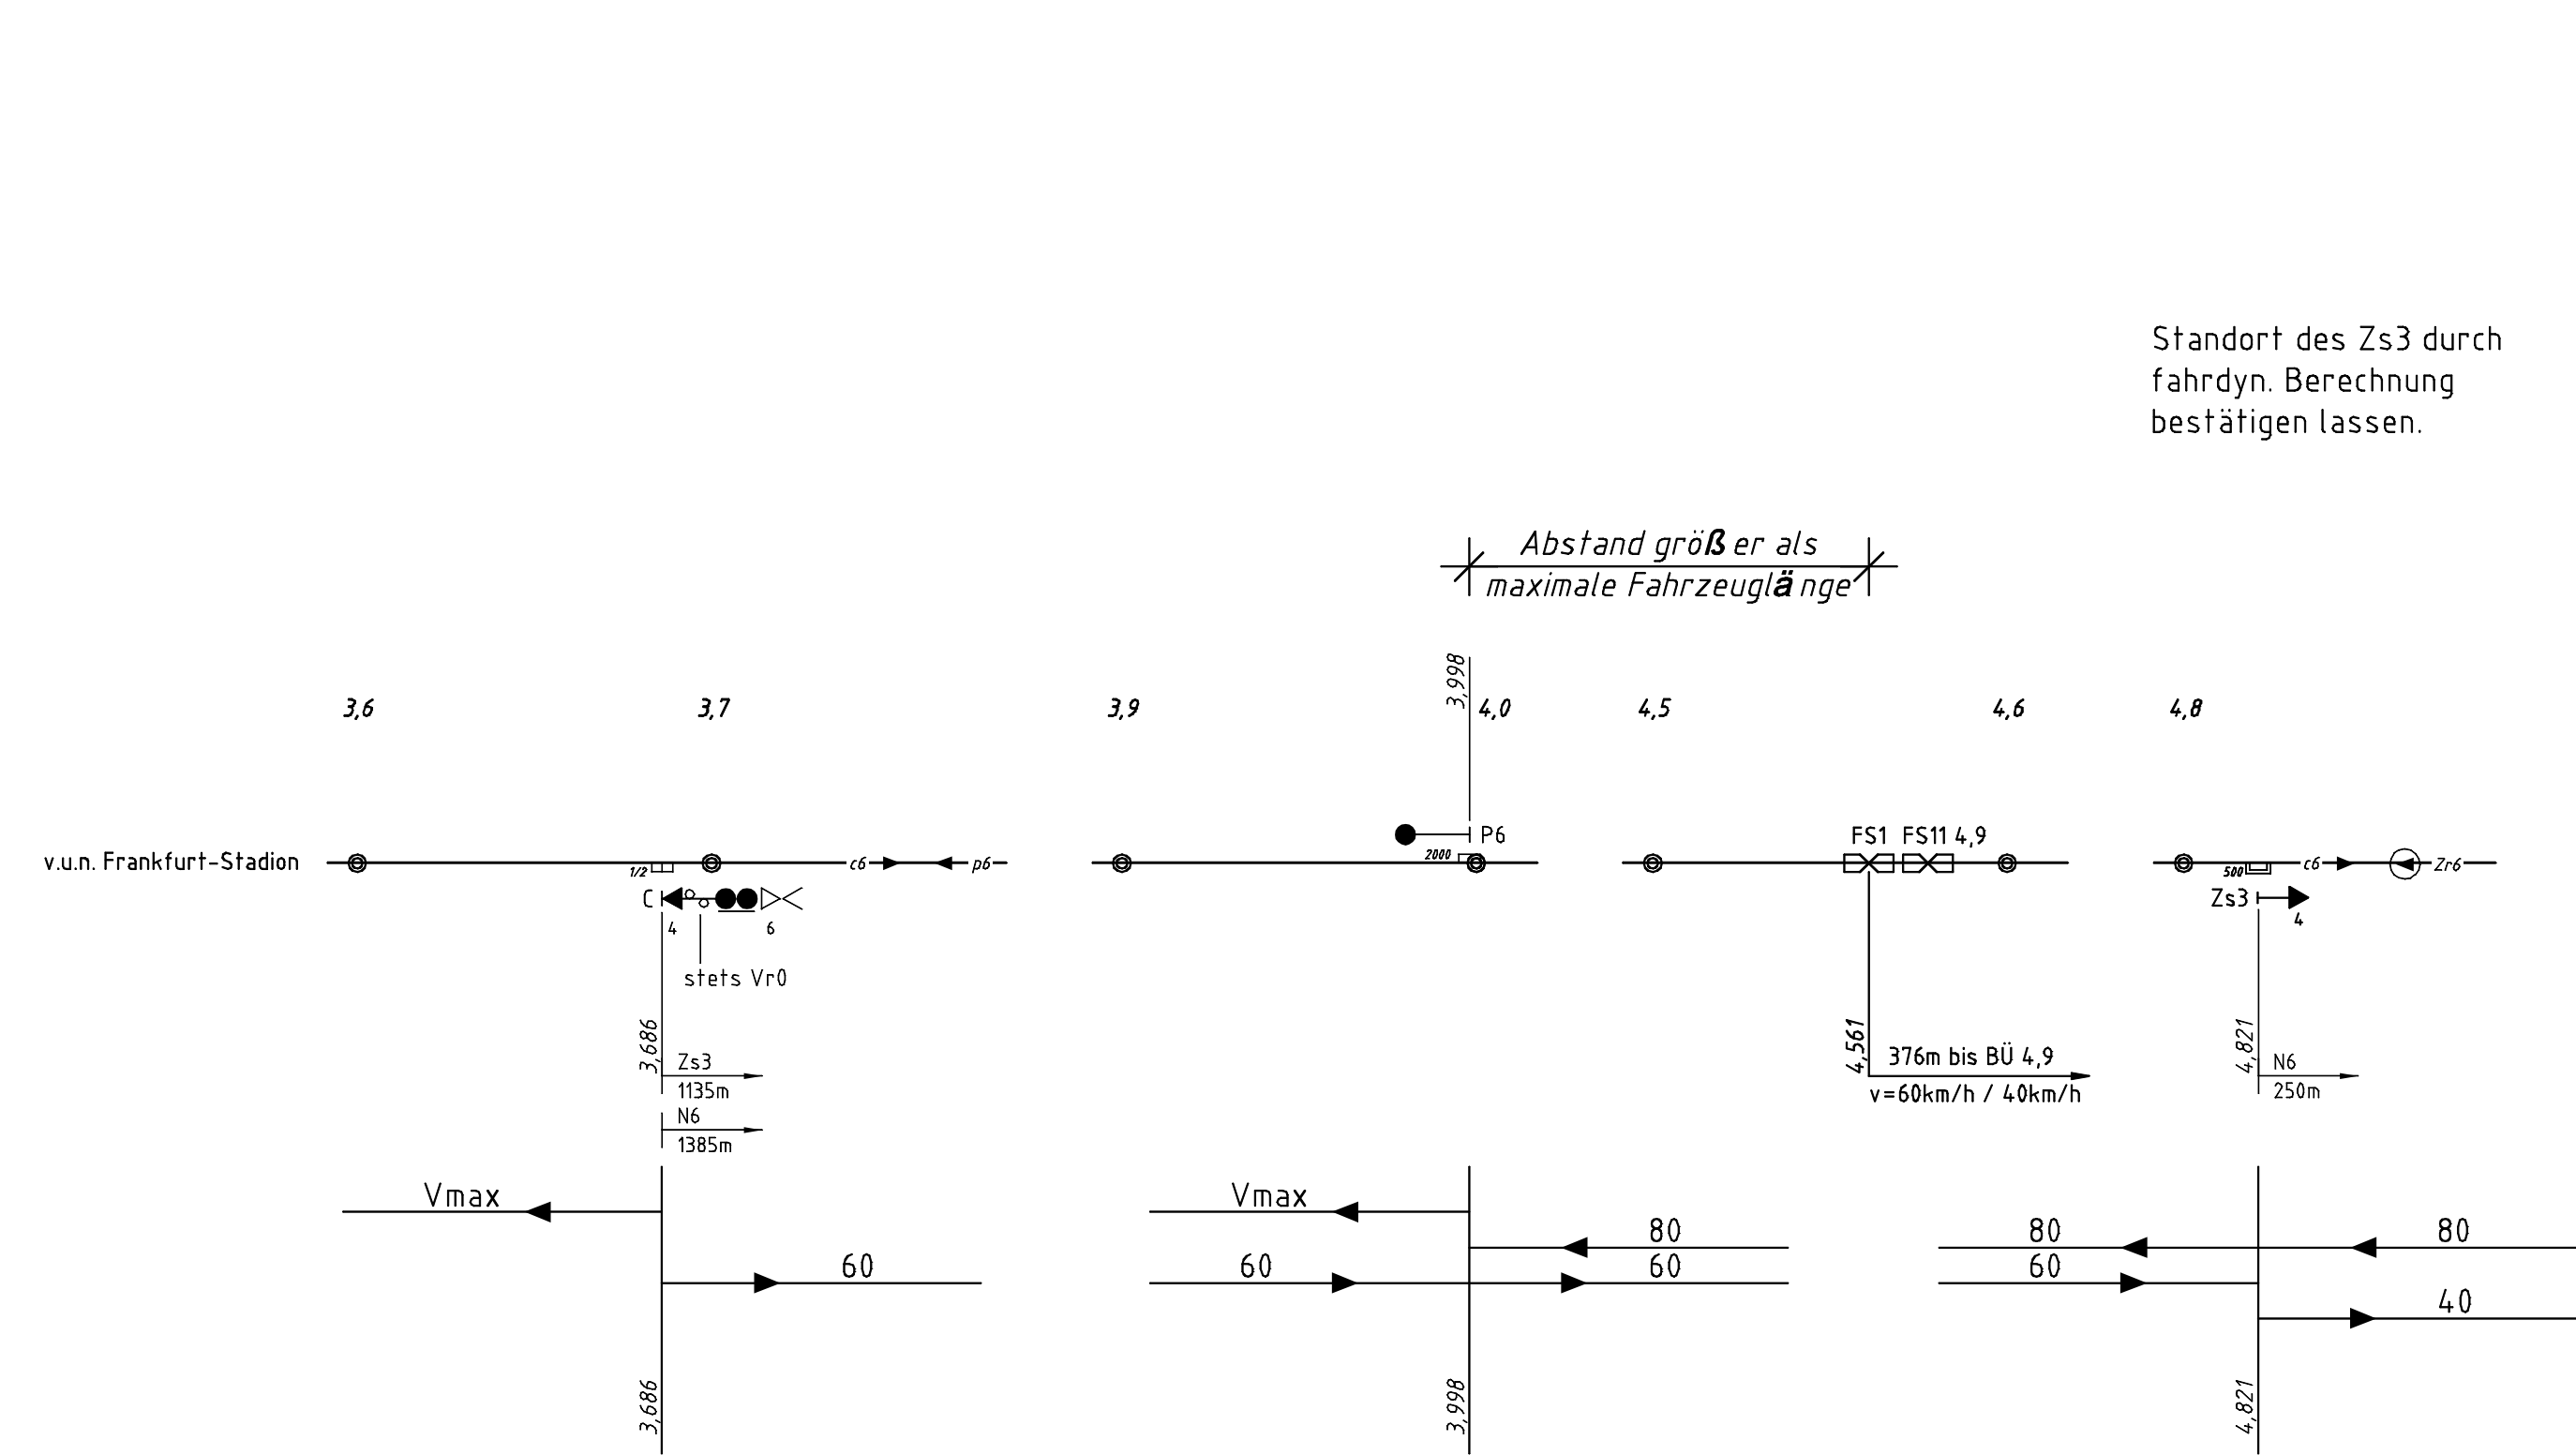 Standort des Zs3 durch
fahrdyn. Berechnung
bestätigen lassen.
Abstand größer als
maximale Fahrzeuglänge
3,998
3,6
3,7
3,9
4,0
4,5
4,6
4,8
P6
FS1 FS11 4,9
v.u.n. Frankfurt-Stadion
1/2
c6
p6
2000
500
c6
Zr6
C
4
6
Zs3
4
stets Vr0
3,686
Zs3
1135m
N6
1385m
4,561
376m bis BÜ 4,9
v=60km/h / 40km/h
4,821
N6
250m
Vmax
60
3,686
Vmax
80
60
60
3,998
80
80
60
40
4,821